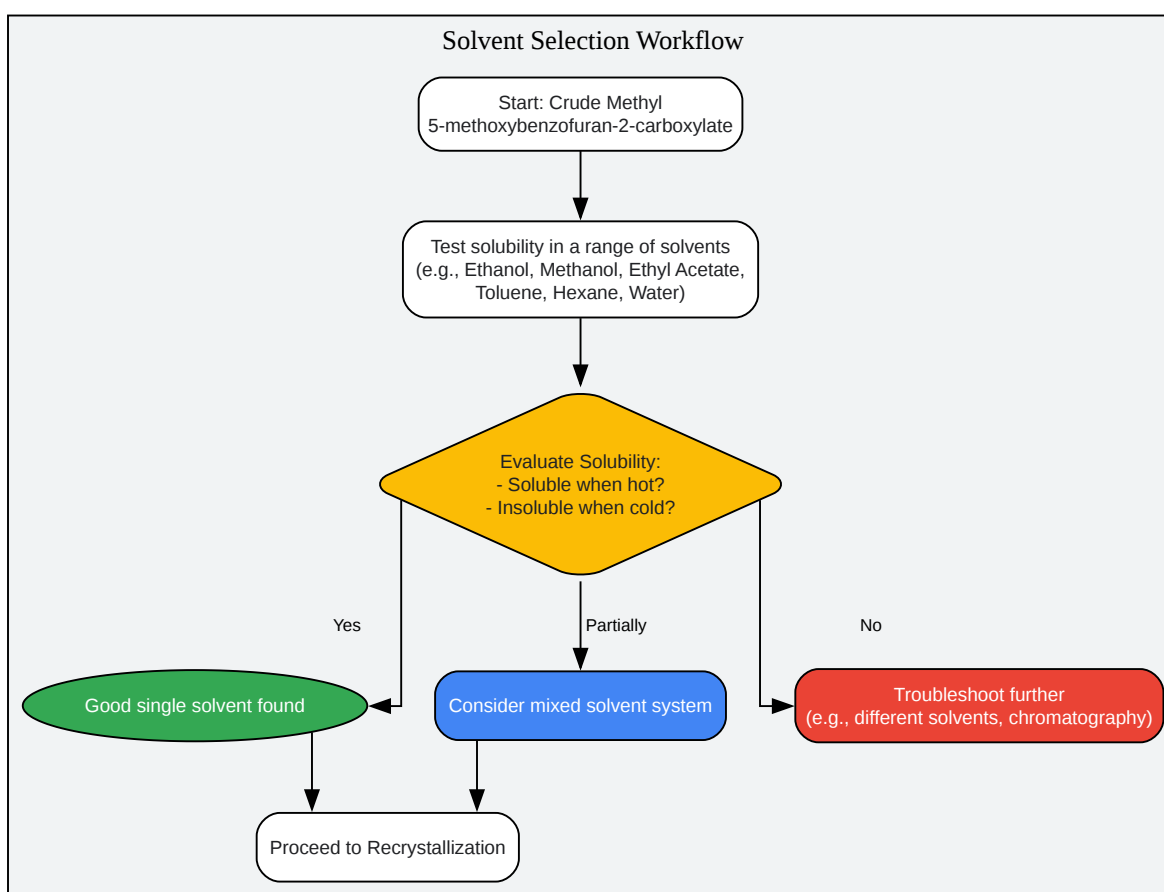 Solvent Selection Workflow
Start: Crude Methyl
5-methoxybenzofuran-2-carboxylate
Test solubility in a range of solvents
(e.g., Ethanol, Methanol, Ethyl Acetate,
Toluene, Hexane, Water)
Evaluate Solubility:
- Soluble when hot?
- Insoluble when cold?
Yes
Partially
No
Good single solvent found
Consider mixed solvent system
Troubleshoot further
(e.g., different solvents, chromatography)
Proceed to Recrystallization